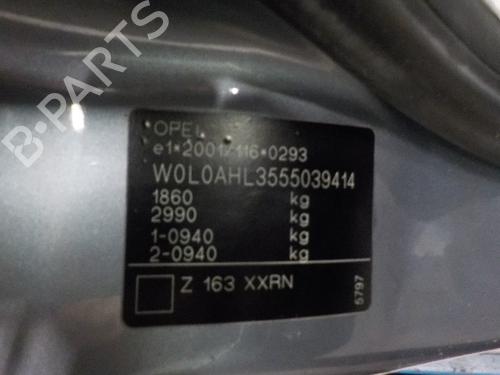 B-PARTS
OPEL
e1*2001/116*0293
W0L0AHL3555039414
1860 kg
2990 kg
1-0940 kg
2-0940 kg
Z 163 XXRN
5797